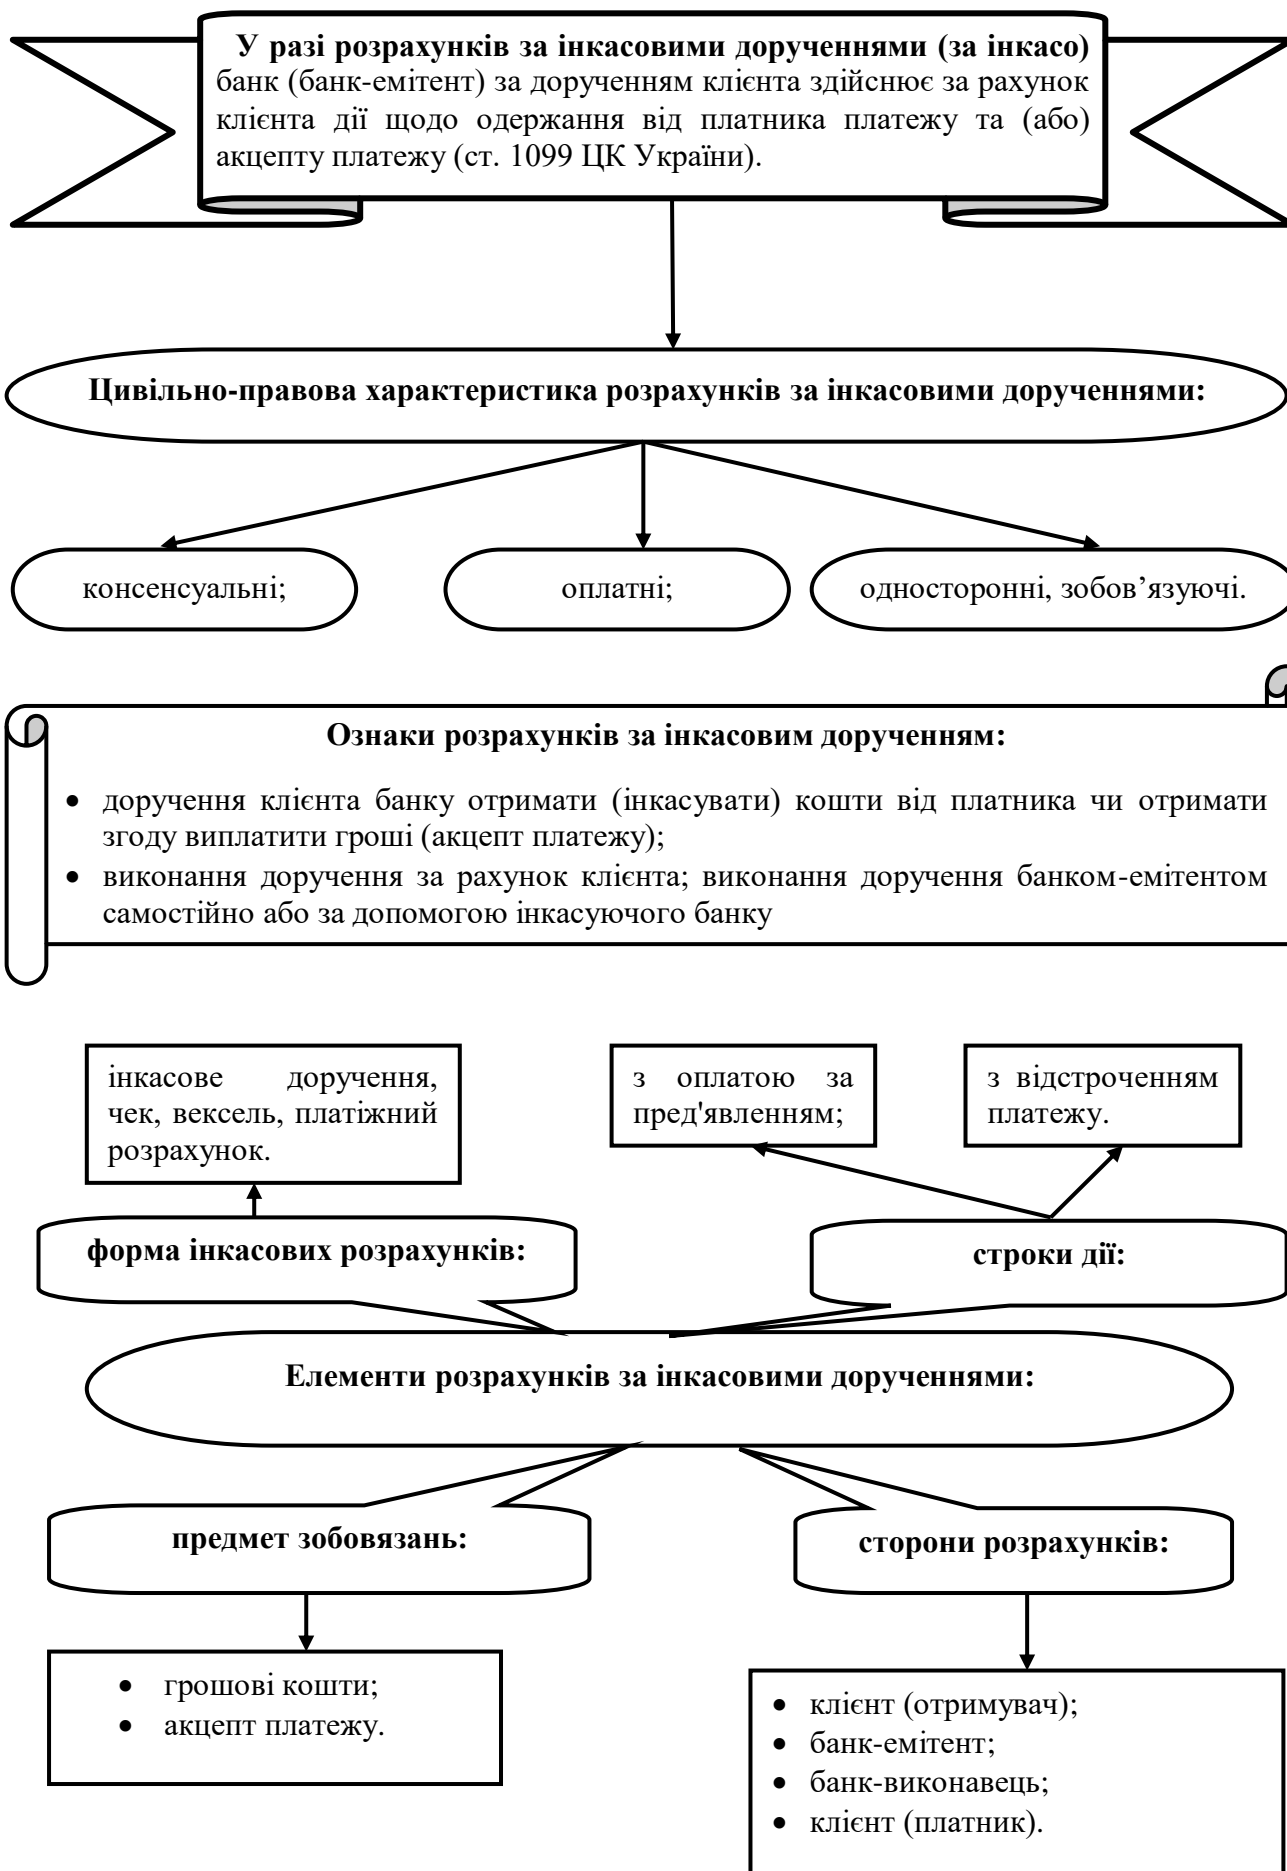 У разі розрахунків за інкасовими дорученнями (за інкасо)
банк (банк-емітент) за дорученням клієнта здійснює за рахунок
клієнта дії щодо одержання від платника платежу та (або)
акцепту платежу (ст. 1099 ЦК України).
Цивільно-правова характеристика розрахунків за інкасовими дорученнями:
консенсуальні;
оплатні;
односторонні, зобов’язуючі.
Ознаки розрахунків за інкасовим дорученням:
• доручення клієнта банку отримати (інкасувати) кошти від платника чи отримати
згоду виплатити гроші (акцепт платежу);
• виконання доручення за рахунок клієнта; виконання доручення банком-емітентом
самостійно або за допомогою інкасуючого банку
інкасове доручення,
чек, вексель, платіжний
розрахунок.
з оплатою за
пред'явленням;
з відстроченням
платежу.
форма інкасових розрахунків:
строки дії:
Елементи розрахунків за інкасовими дорученнями:
предмет зобовязань:
сторони розрахунків:
• грошові кошти;
• акцепт платежу.
• клієнт (отримувач);
• банк-емітент;
• банк-виконавець;
• клієнт (платник).